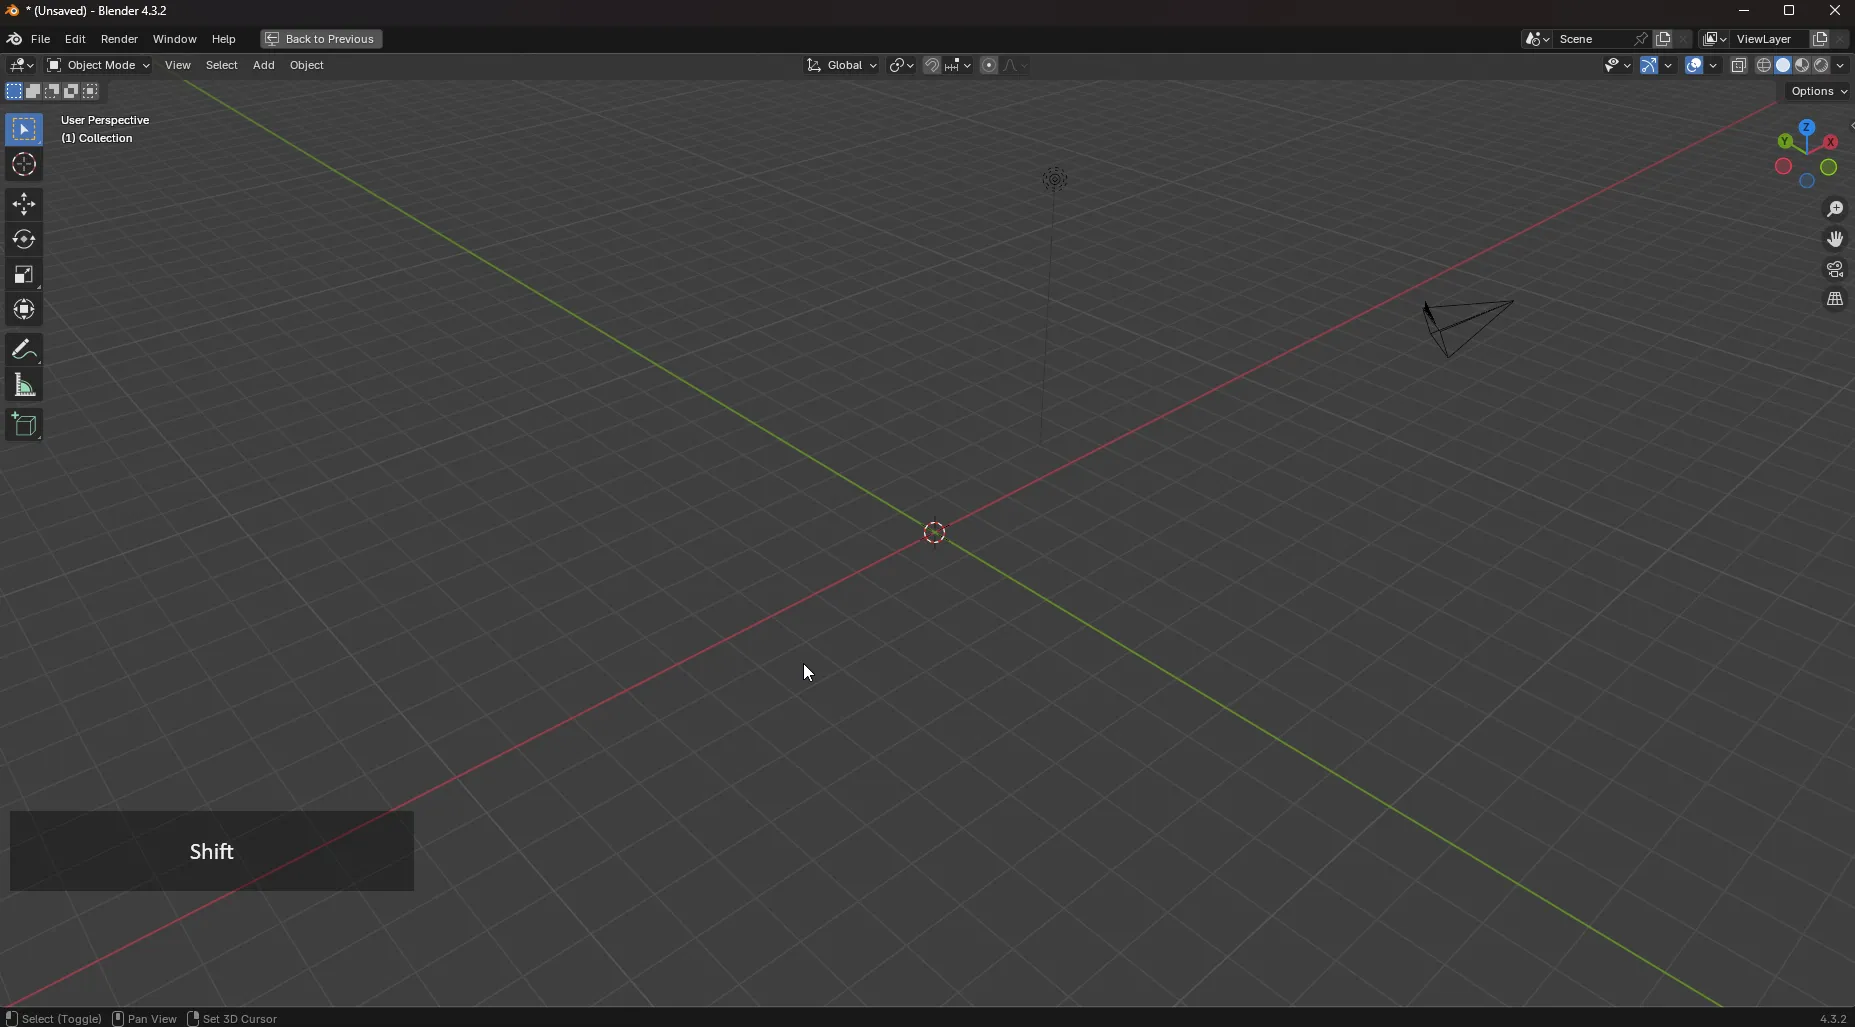 * (Unsaved) - Blender 4.3.2
File Edit Render Window Help Back to Previous Scene ViewLayer
Object Mode View Select Add Object Global
Options
User Perspective
(1) Collection
Z
Y
X
Shift
Select (Toggle) Pan View Set 3D Cursor 4.3.2